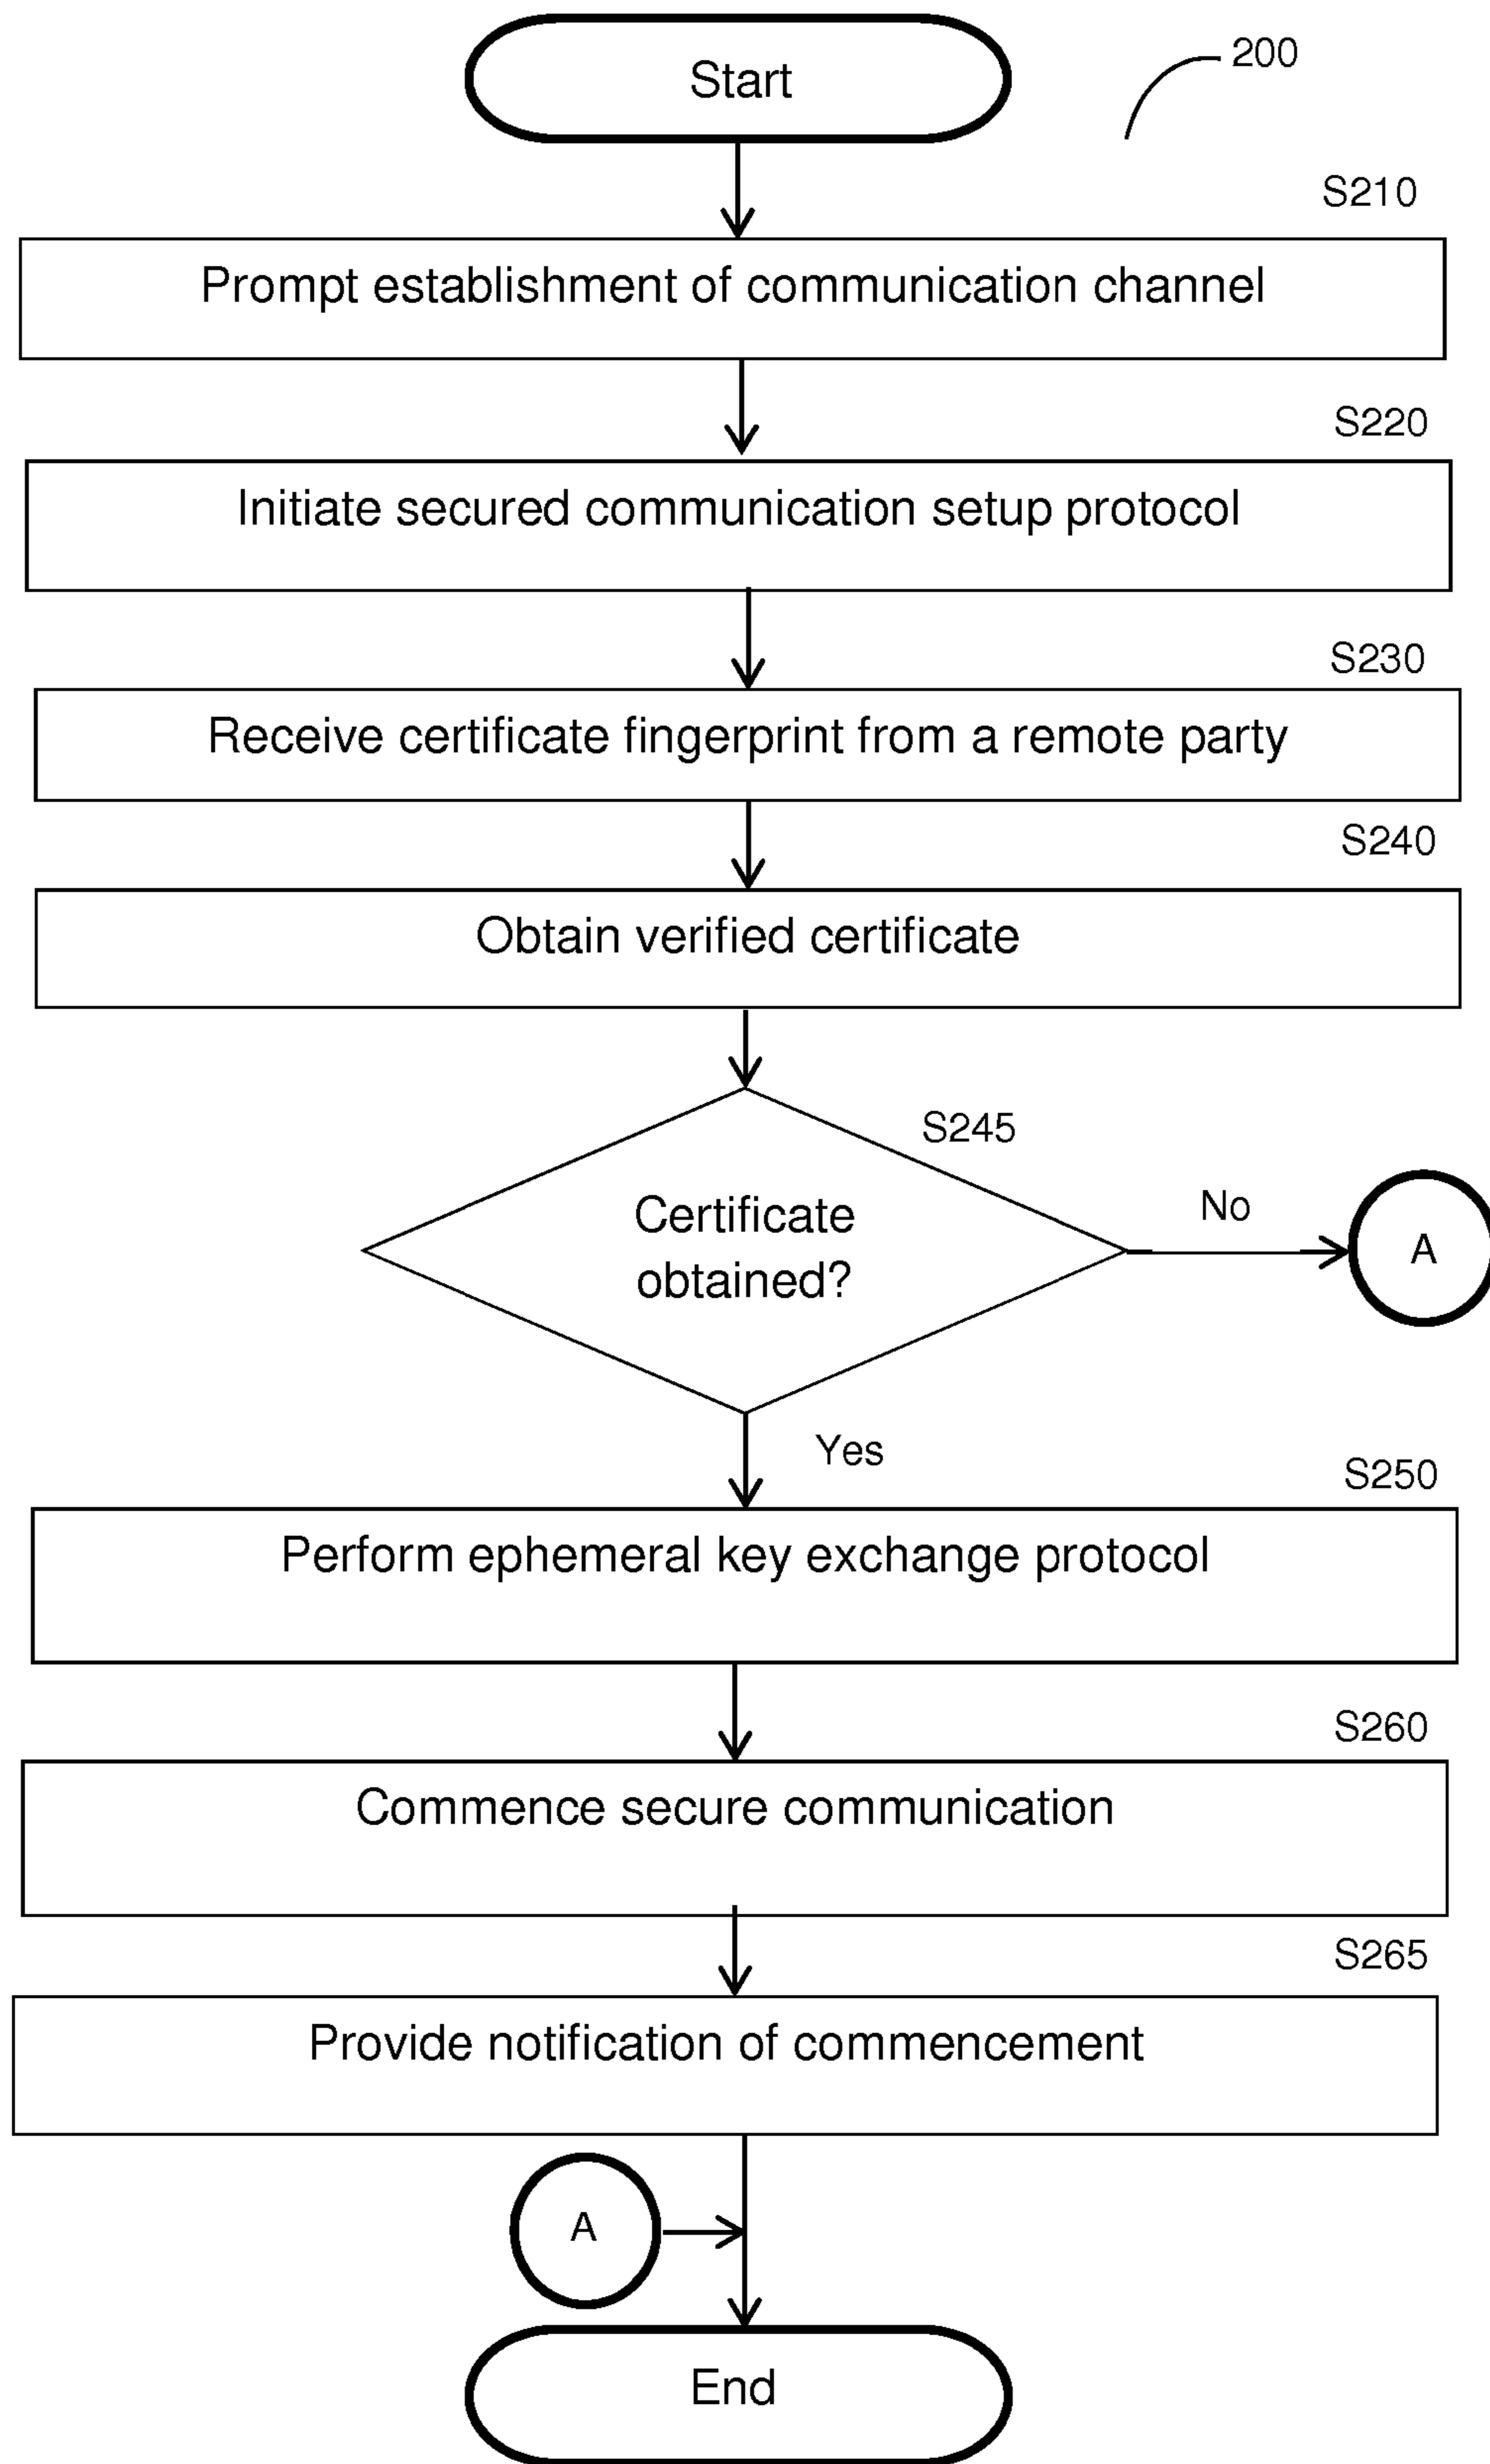 Start
200
S210
Prompt establishment of communication channel
S220
Initiate secured communication setup protocol
S230
Receive certificate fingerprint from a remote party
S240
Obtain verified certificate
S245
Certificate
obtained?
No
A
Yes
S250
Perform ephemeral key exchange protocol
S260
Commence secure communication
S265
Provide notification of commencement
A
End